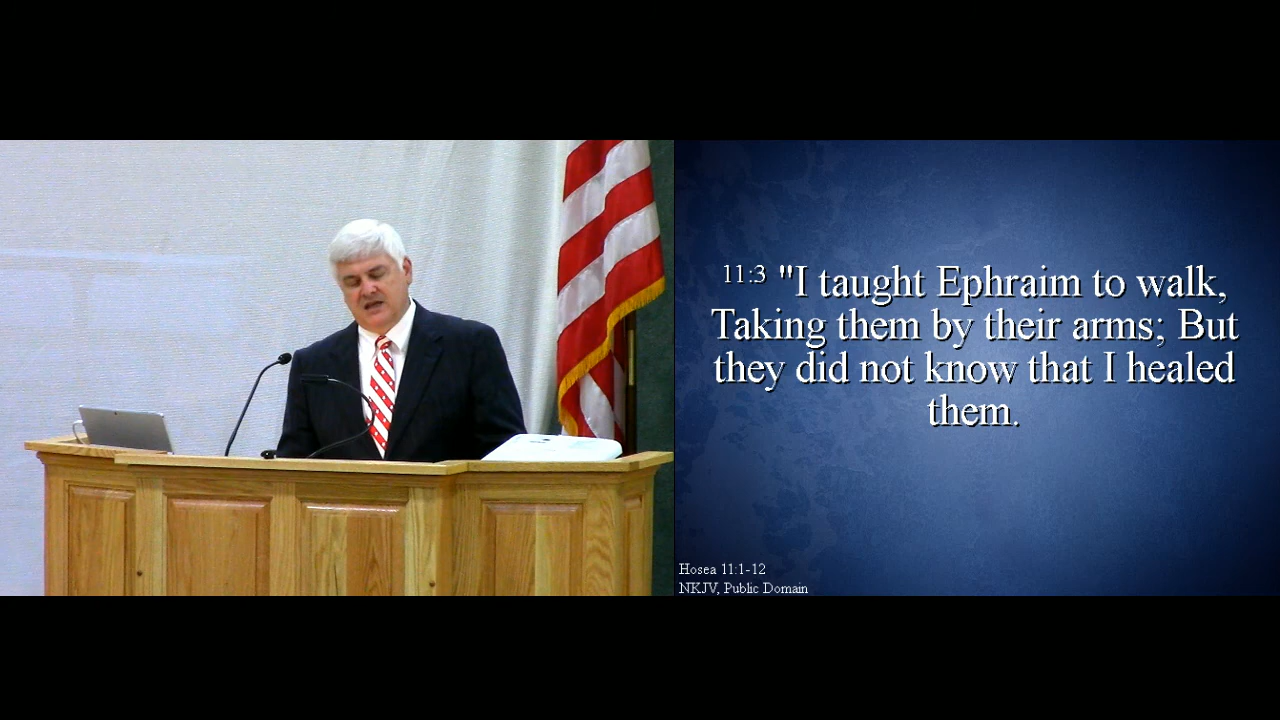 11:3 "I taught Ephraim to walk,
Taking them by their arms; But
they did not know that I healed
them.
Hosea 11:1-12
NKJV, Public Domain